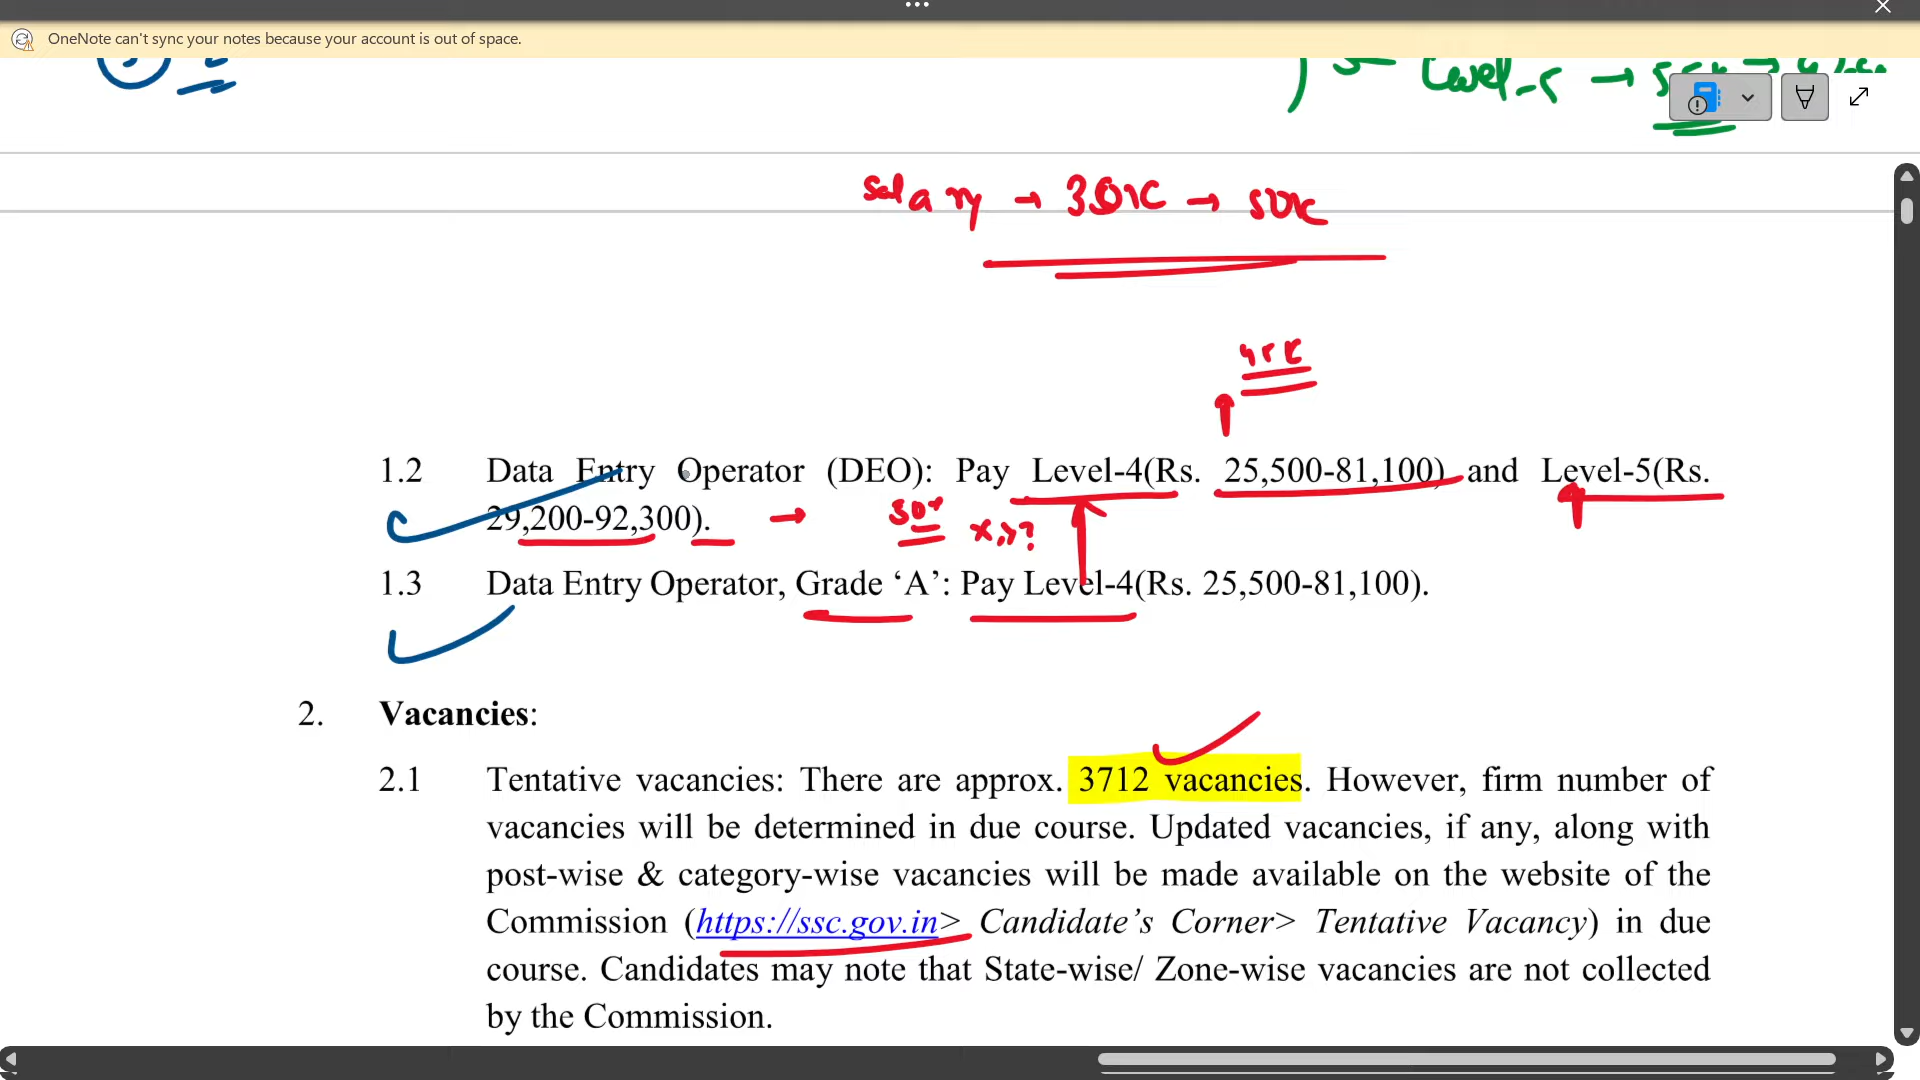 OneNote can't sync your notes because your account is out of space.
Level-5 →
Salary → 30K → 50K
45K
1.2 Data Entry Operator (DEO): Pay Level-4(Rs. 25,500-81,100) and Level-5(Rs.
29,200-92,300). →
X,Y?
1.3 Data Entry Operator, Grade ‘A’: Pay Level-4(Rs. 25,500-81,100).
2. Vacancies:
2.1 Tentative vacancies: There are approx. 3712 vacancies. However, firm number of
vacancies will be determined in due course. Updated vacancies, if any, along with
post-wise & category-wise vacancies will be made available on the website of the
Commission (https://ssc.gov.in> Candidate’s Corner> Tentative Vacancy) in due
course. Candidates may note that State-wise/ Zone-wise vacancies are not collected
by the Commission.